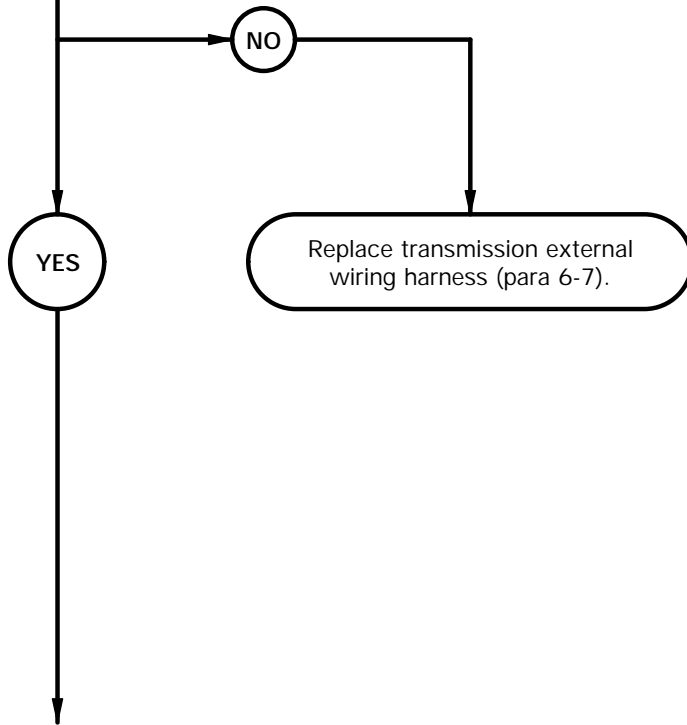 NO
YES
Replace transmission external
wiring harness (para 6-7).